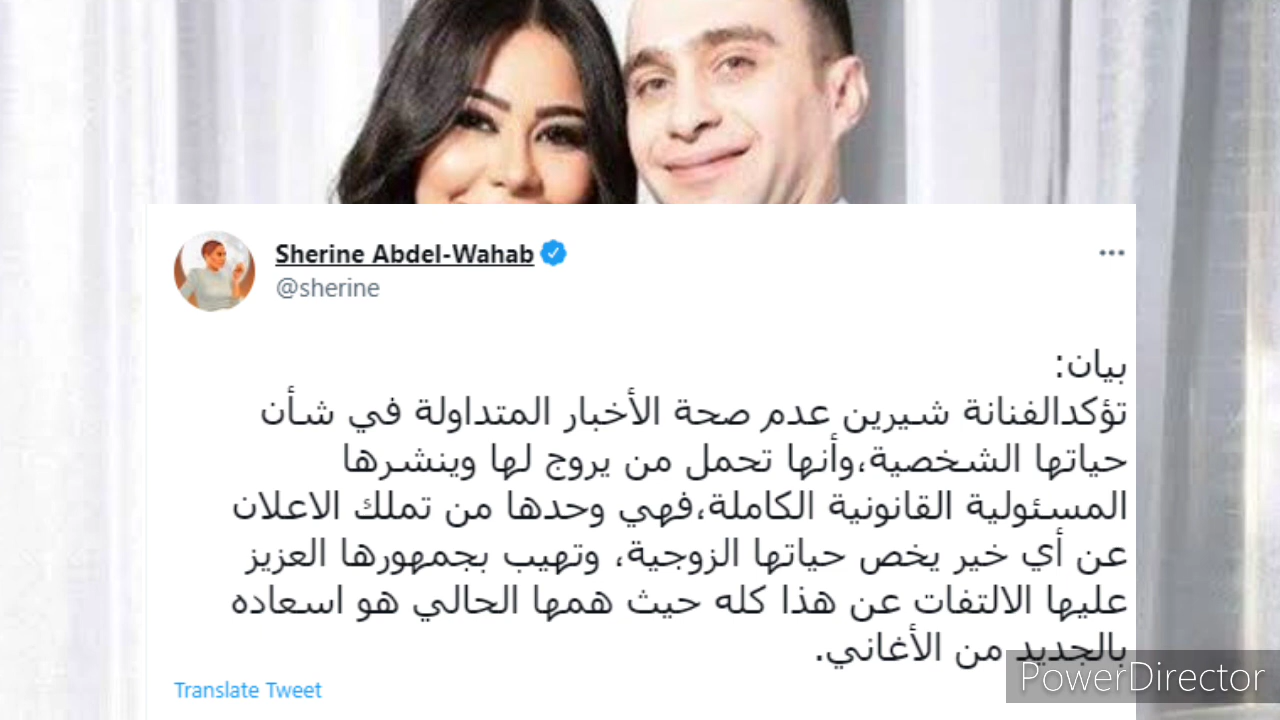 Sherine Abdel-Wahab
@sherine
بيان:
تؤكدالفنانة شيرين عدم صحة الأخبار المتداولة في شأن
حياتها الشخصية،وأنها تحمل من يروج لها وينشرها
المسئولية القانونية الكاملة،فهي وحدها من تملك الاعلان
عن أي خير يخص حياتها الزوجية، وتهيب بجمهورها العزيز
عليها الالتفات عن هذا كله حيث همها الحالي هو اسعاده
بالجديد من الأغاني.
Translate Tweet
PowerDirector